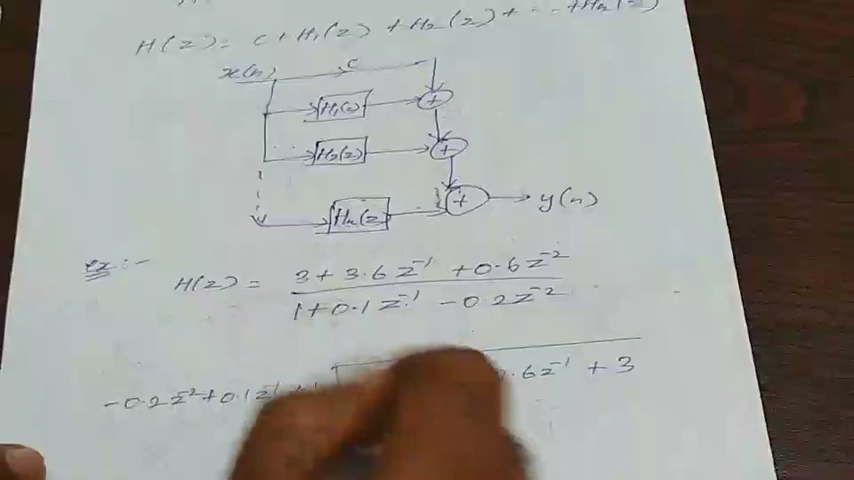 H(z) = c + H₁(z) + H₂(z) + ... + Hₙ(z)
x(n) c
H₁(z) +
H₂(z) +
Hₙ(z + y(n)
ex :-
H(z) = 3 + 3.6 z⁻¹ + 0.6 z⁻²
1 + 0.1 z⁻¹ - 0.2 z⁻²
-0.2 z⁻² + 0.1 z⁻¹ + 1 .6 z⁻¹ + 3